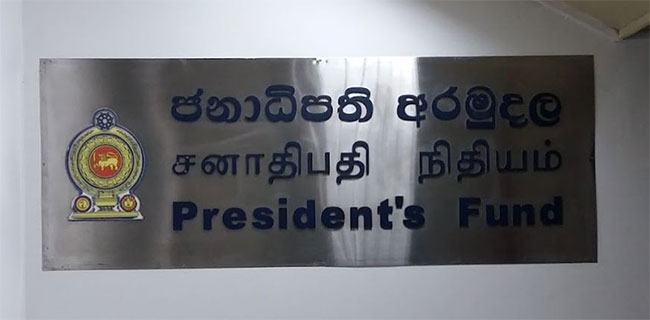 ජනාධිපති අරමුදල
சனாதிபதி நிதியம்
President's Fund